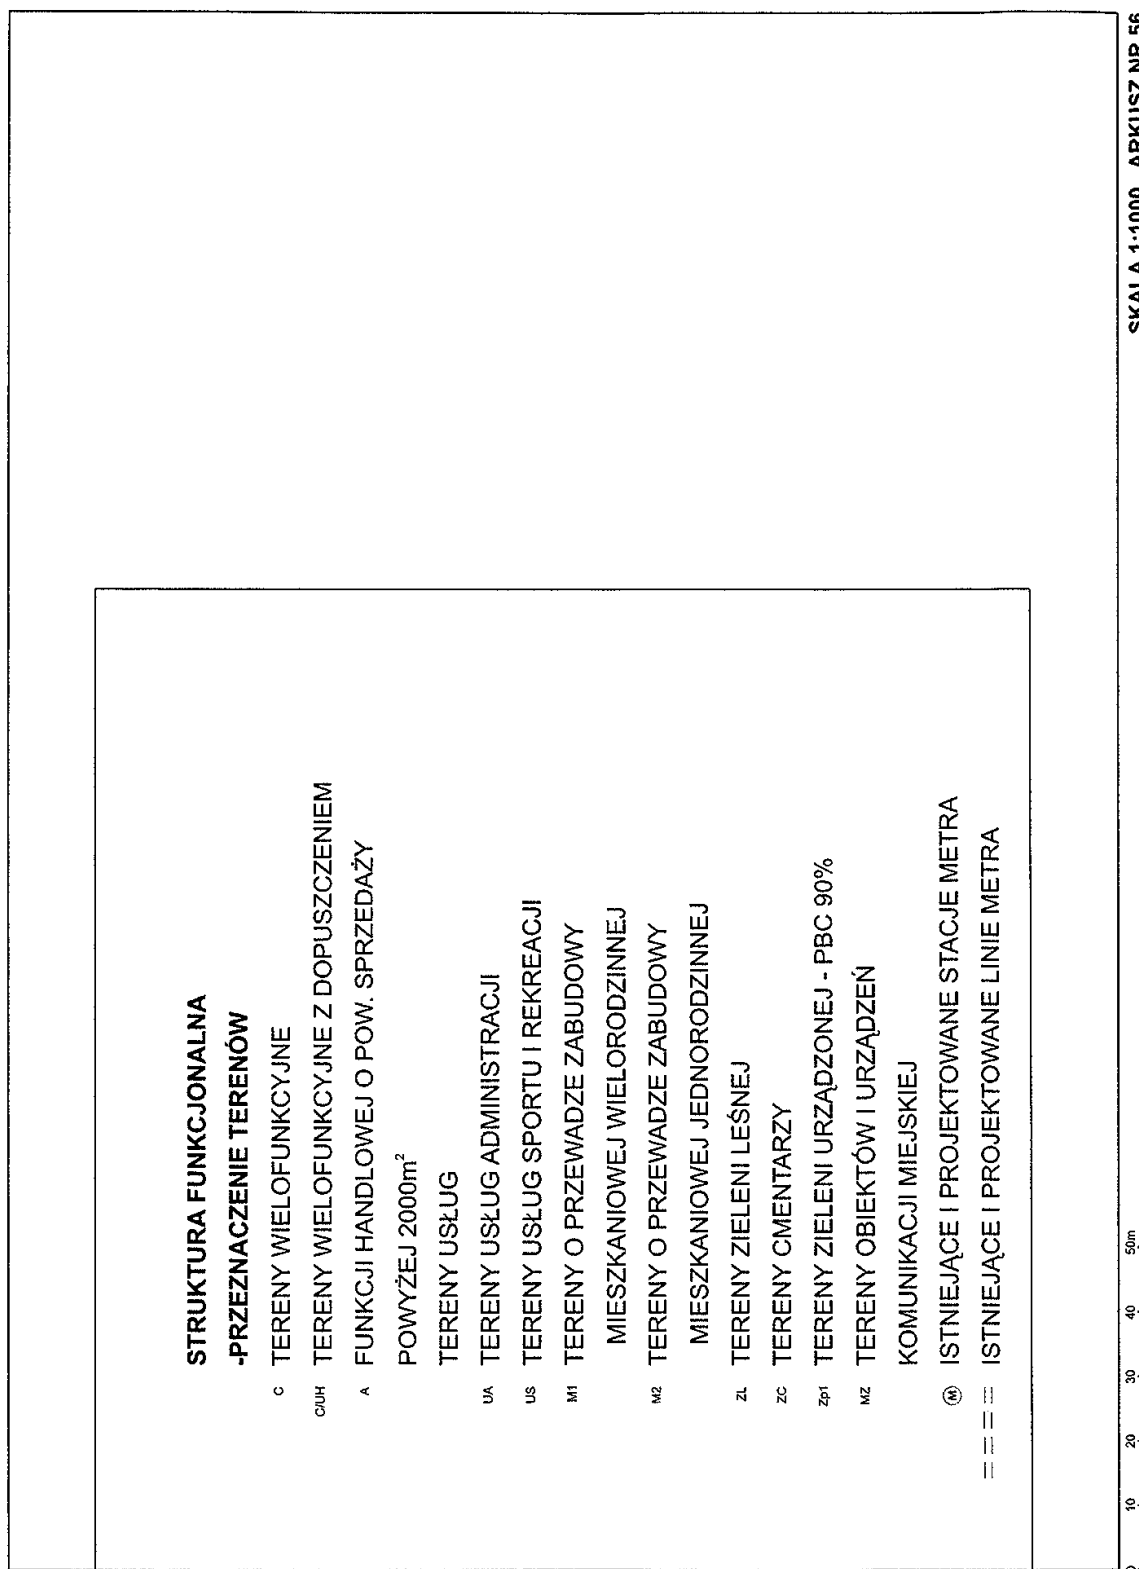 STRUKTURA FUNKCJONALNA
-PRZEZNACZENIE TERENÓW
C TERENY WIELOFUNKCYJNE
C/UH TERENY WIELOFUNKCYJNE Z DOPUSZCZENIEM
A FUNKCJI HANDLOWEJ O POW. SPRZEDAŻY
POWYŻEJ 2000m²
TERENY USŁUG
UA TERENY USŁUG ADMINISTRACJI
US TERENY USŁUG SPORTU I REKREACJI
M1 TERENY O PRZEWADZE ZABUDOWY
MIESZKANIOWEJ WIELORODZINNEJ
M2 TERENY O PRZEWADZE ZABUDOWY
MIESZKANIOWEJ JEDNORODZINNEJ
ZL TERENY ZIELENI LEŚNEJ
ZC TERENY CMENTARZY
Zp1 TERENY ZIELENI URZĄDZONEJ - PBC 90%
MZ TERENY OBIEKTÓW I URZĄDZEŃ
KOMUNIKACJI MIEJSKIEJ
M ISTNIEJĄCE I PROJEKTOWANE STACJE METRA
ISTNIEJĄCE I PROJEKTOWANE LINIE METRA
0 10 20 30 40 50m
SKALA 1:1000 ARKUSZ NR 56